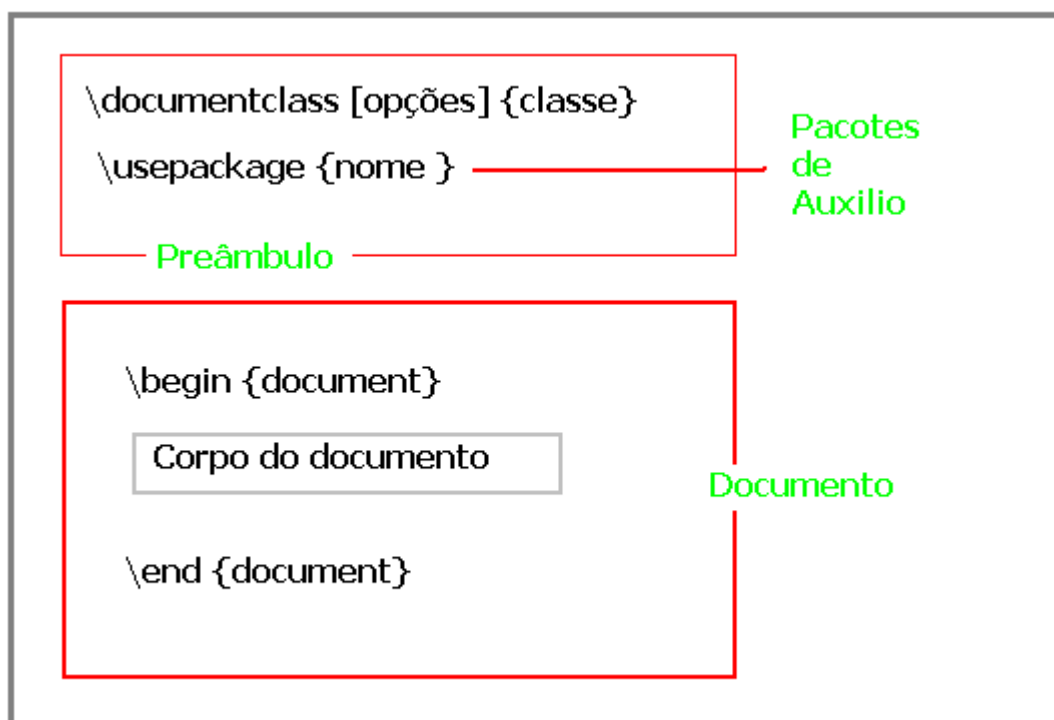 \documentclass [opções] {classe}
\usepackage {nome }
Pacotes
de
Auxilio
Preâmbulo
\begin {document}
Corpo do documento
Documento
\end {document}